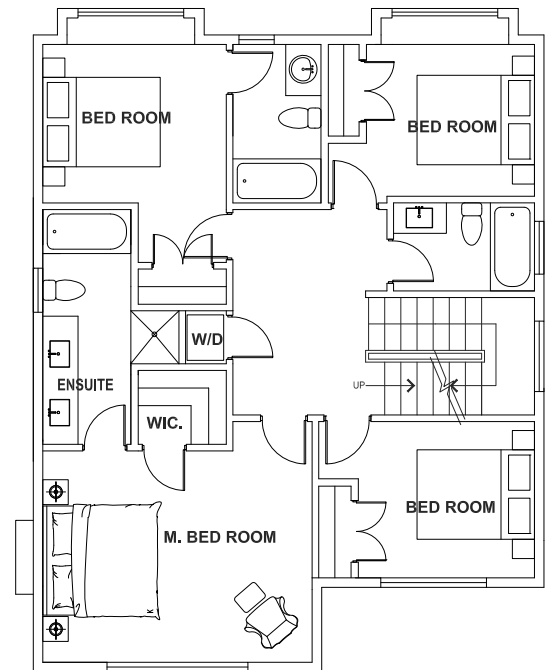 BED ROOM
BED ROOM
W/D
ENSUITE
WIC.
UP
M. BED ROOM
BED ROOM
K